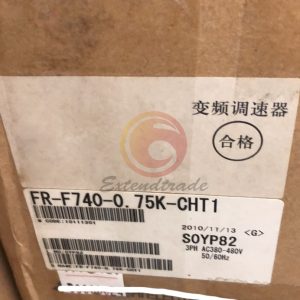 变频调速器
合格
Extendtrade
FR-F740-0.75K-CHT1
2010/11/13 <G>
S0YP82
3PH AC380-480V
50/60Hz